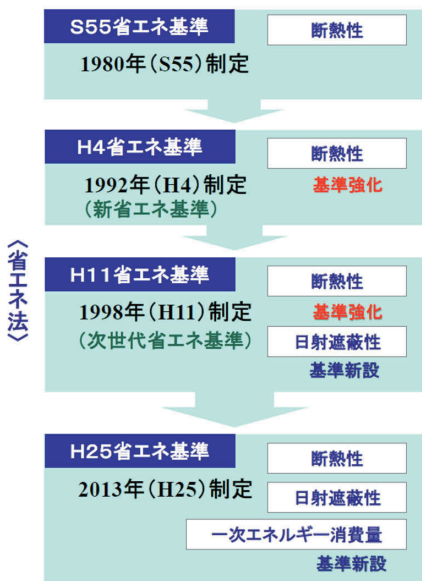 〈省エネ法〉
S55省エネ基準
断熱性
1980年(S55)制定
H4省エネ基準
断熱性
1992年(H4)制定
基準強化
(新省エネ基準)
H11省エネ基準
断熱性
1998年(H11)制定
基準強化
(次世代省エネ基準)
日射遮蔽性
基準新設
H25省エネ基準
断熱性
2013年(H25)制定
日射遮蔽性
一次エネルギー消費量
基準新設